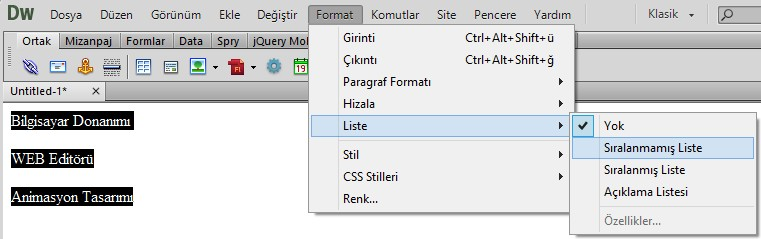 Dw Dosya Düzen Görünüm Ekle Değiştir Format Komutlar Site Pencere Yardım Klasik
Ortak Mizanpaj Formlar Data Spry jQuery Mol
Untitled-1* ×
Bilgisayar Donanımı
WEB Editörü
Animasyon Tasarımı
Girinti Ctrl+Alt+Shift+ü
Çıkıntı Ctrl+Alt+Shift+ğ
Paragraf Formatı
Hizala
Liste
Stil
CSS Stilleri
Renk...
Yok
Sıralanmamış Liste
Sıralanmış Liste
Açıklama Listesi
Özellikler...